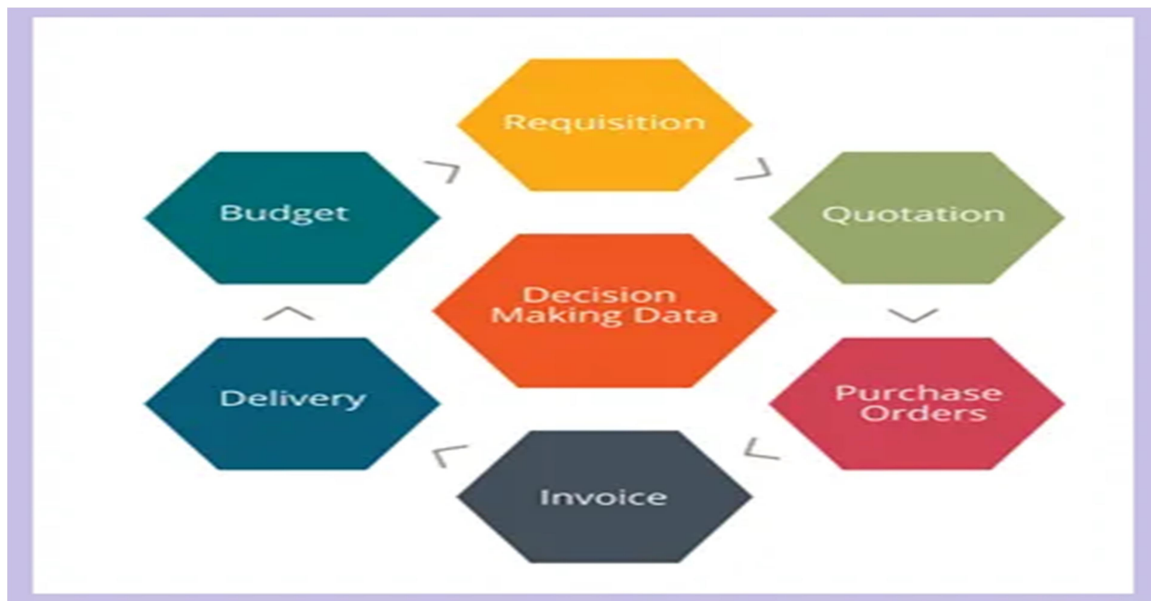 Requisition
Budget
Quotation
Decision
Making Data
Delivery
Purchase
Orders
Invoice